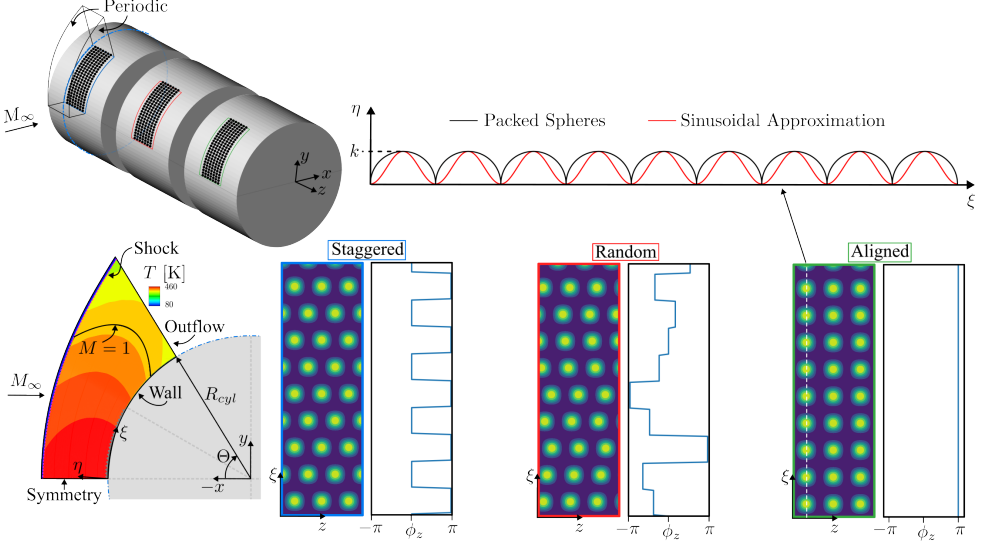 Periodic
M∞
y
x
z
η
Packed Spheres
Sinusoidal Approximation
k
ξ
Shock
T [K]
460
80
Outflow
M = 1
M∞
Wall
R_cyl
ξ
y
Θ
η
−x
Symmetry
Staggered
ξ
z
−π
ϕ_z
π
Random
ξ
z
−π
ϕ_z
π
Aligned
ξ
z
−π
ϕ_z
π